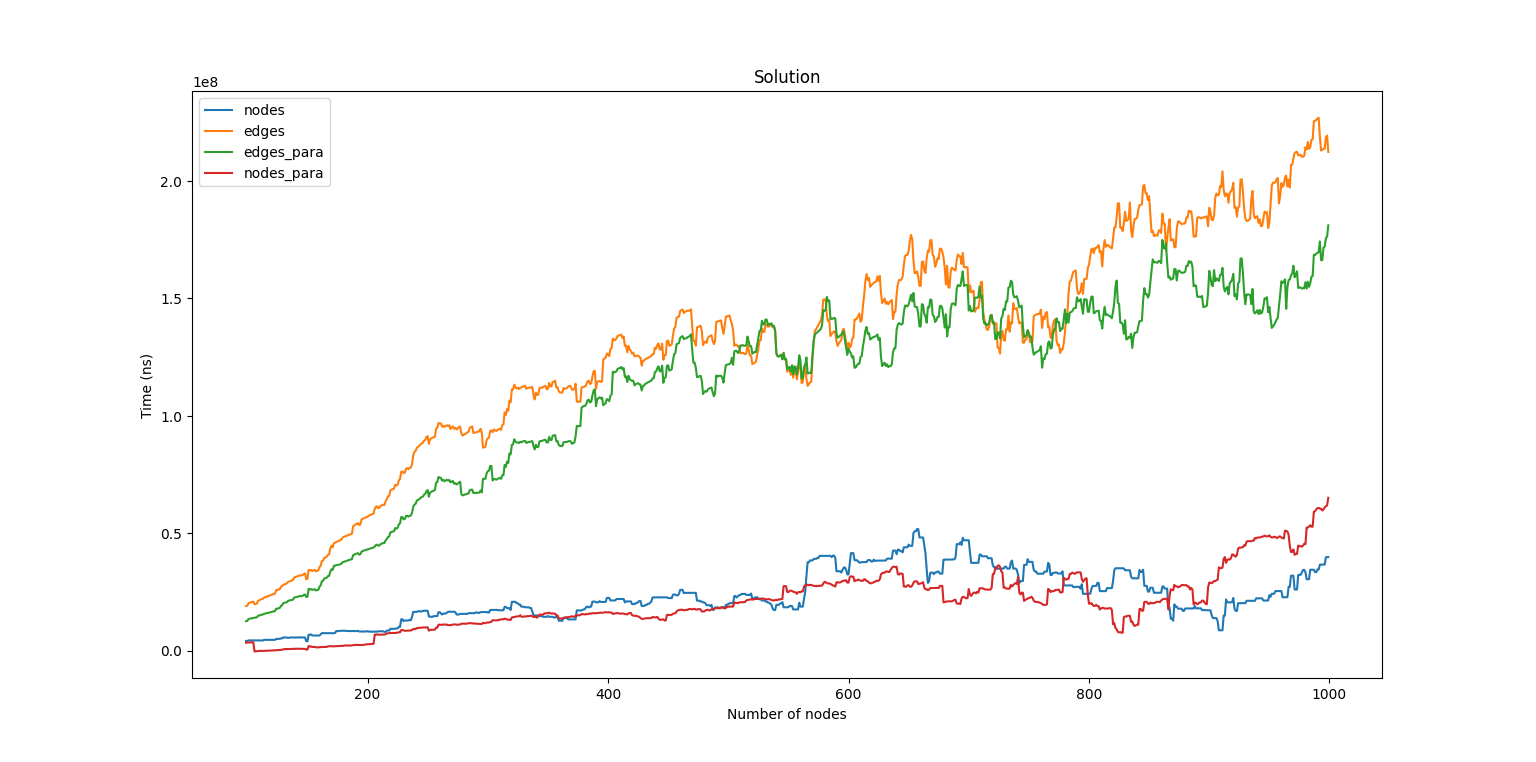 Solution
1e8
nodes
edges
edges_para
nodes_para
2.0
1.5
1.0
0.5
0.0
Time (ns)
200 400 600 800 1000
Number of nodes